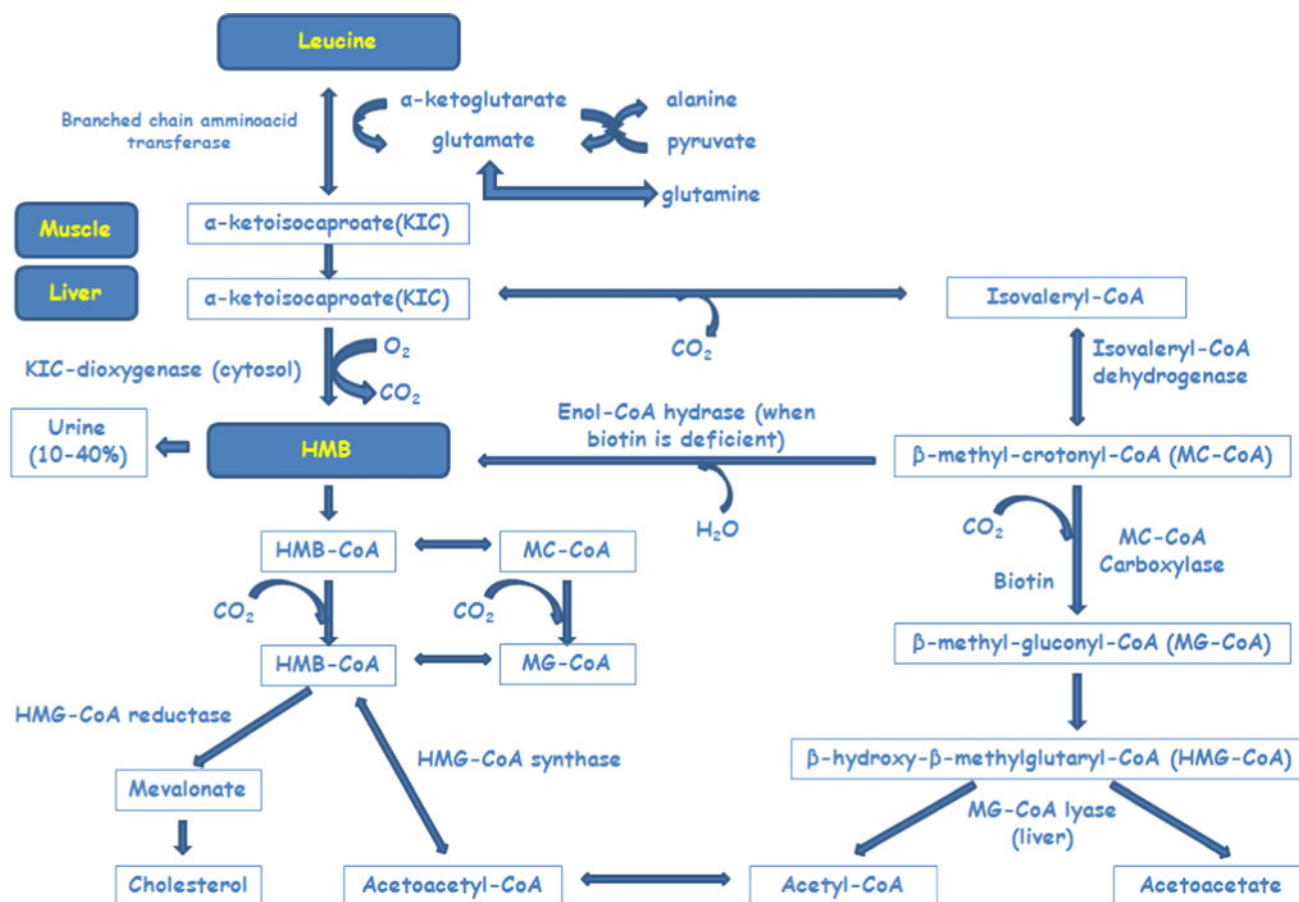 Leucine
Branched chain amminoacid
transferase
α-ketoglutarate
alanine
glutamate
pyruvate
glutamine
Muscle
α-ketoisocaproate(KIC)
Liver
α-ketoisocaproate(KIC)
Isovaleryl-CoA
CO₂
KIC-dioxygenase (cytosol)
O₂
CO₂
Isovaleryl-CoA
dehydrogenase
Urine
(10-40%)
HMB
Enol-CoA hydrase (when
biotin is deficient)
β-methyl-crotonyl-CoA (MC-CoA)
H₂O
HMB-CoA
MC-CoA
CO₂
MC-CoA
Carboxylase
Biotin
CO₂
CO₂
HMB-CoA
MG-CoA
β-methyl-gluconyl-CoA (MG-CoA)
HMG-CoA reductase
HMG-CoA synthase
β-hydroxy-β-methylglutaryl-CoA (HMG-CoA)
Mevalonate
MG-CoA lyase
(liver)
Cholesterol
Acetoacetyl-CoA
Acetyl-CoA
Acetoacetate